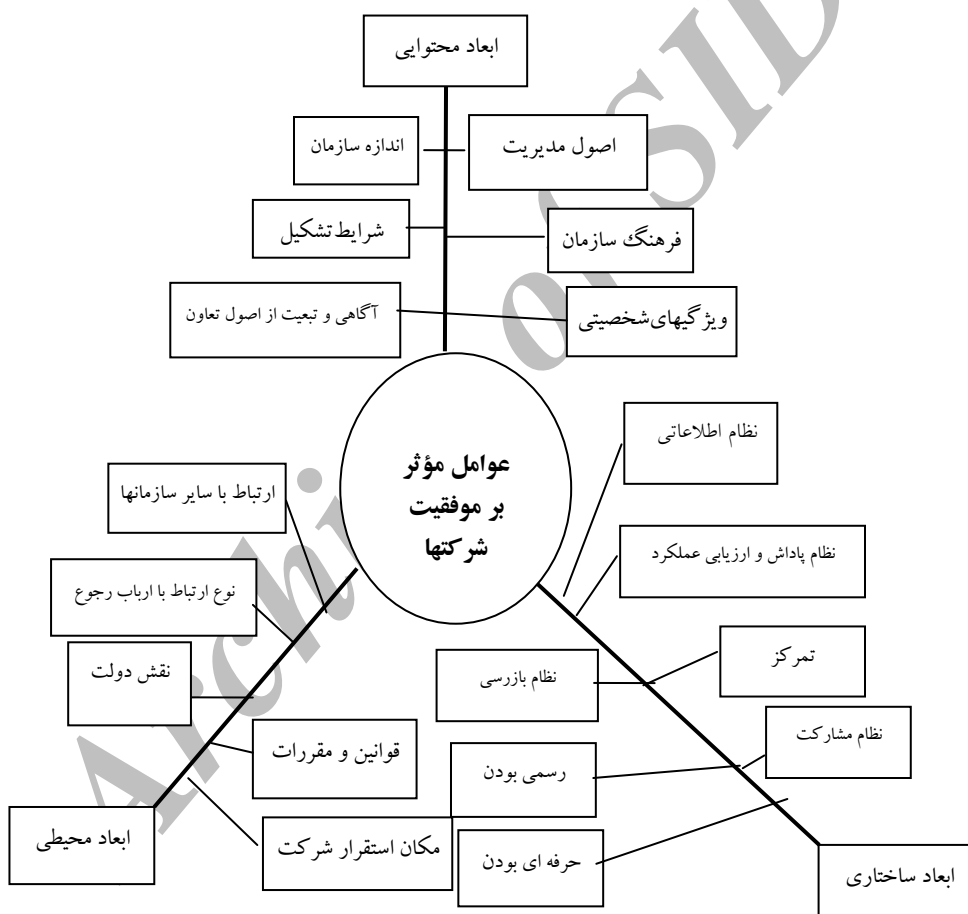 ابعاد محتوایی
اصول مدیریت
اندازه سازمان
فرهنگ سازمان
شرایط تشکیل
ویژگیهای شخصیتی
آگاهی و تبعیت از اصول تعاون
عوامل مؤثر
بر موفقیت
شرکتها
نظام اطلاعاتی
نظام پاداش و ارزیابی عملکرد
تمرکز
نظام بازرسی
نظام مشارکت
رسمی بودن
حرفه ای بودن
ابعاد ساختاری
ارتباط با سایر سازمانها
نوع ارتباط با ارباب رجوع
نقش دولت
قوانین و مقررات
مکان استقرار شرکت
ابعاد محیطی
Archive of SID